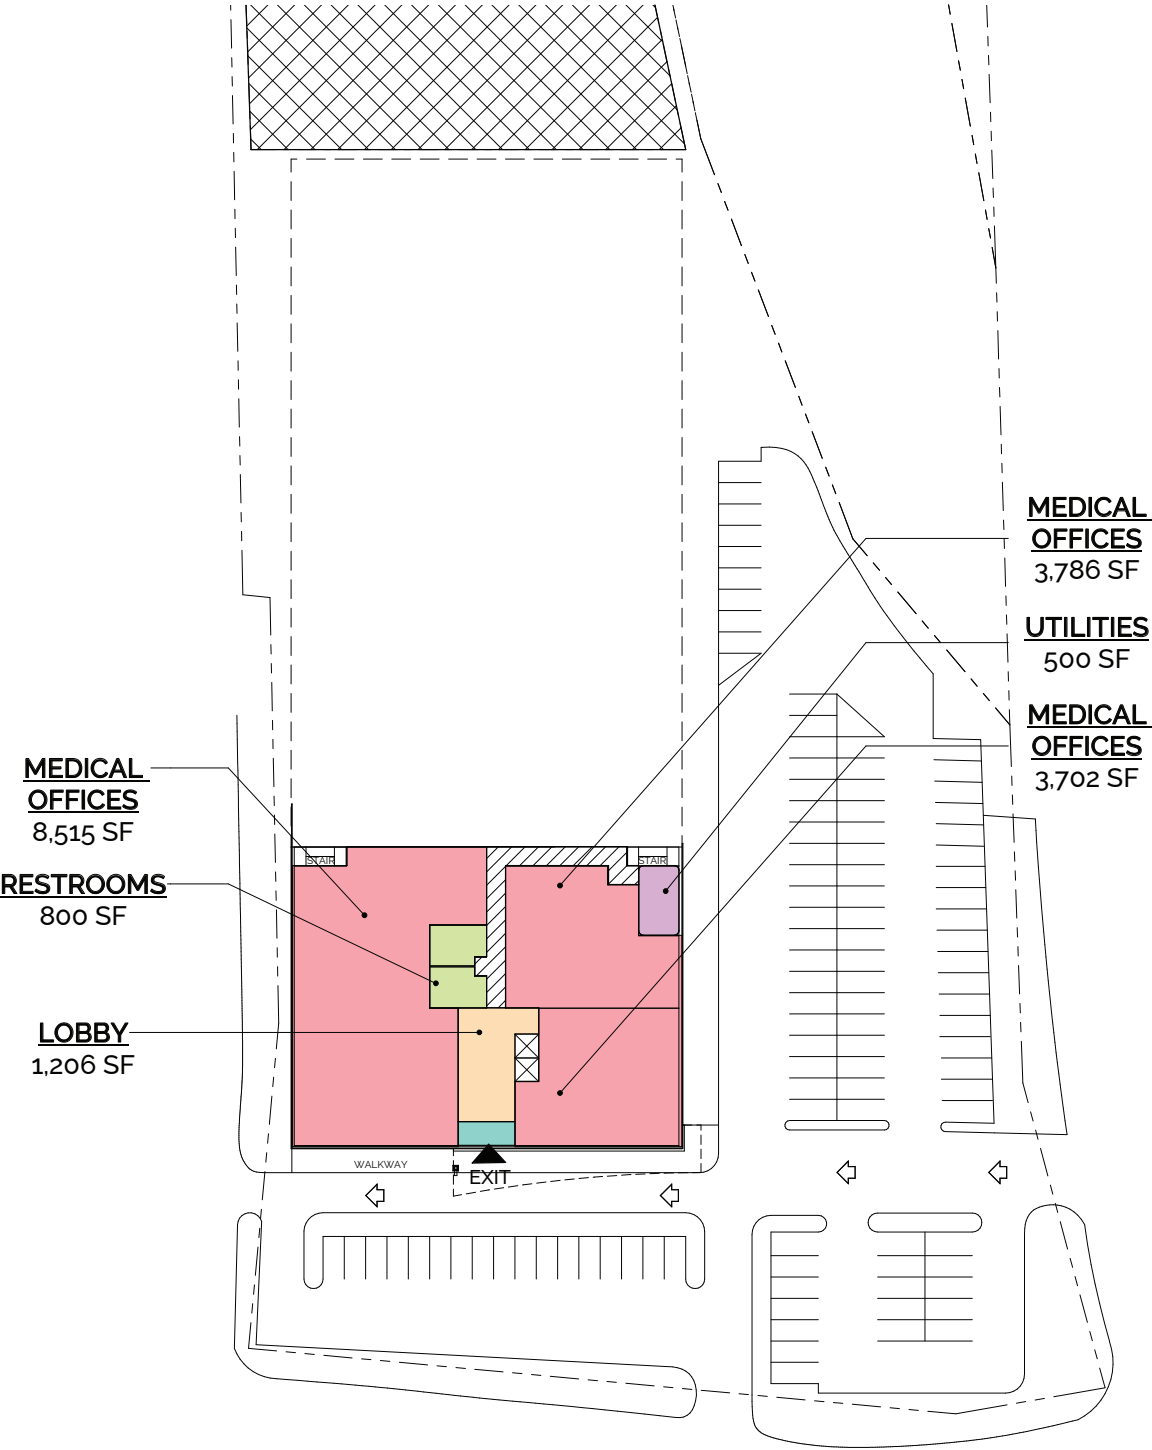 MEDICAL
OFFICES
3,786 SF
UTILITIES
500 SF
MEDICAL
OFFICES
3,702 SF
MEDICAL
OFFICES
8,515 SF
RESTROOMS
800 SF
LOBBY
1,206 SF
STAIR
STAIR
WALKWAY
EXIT